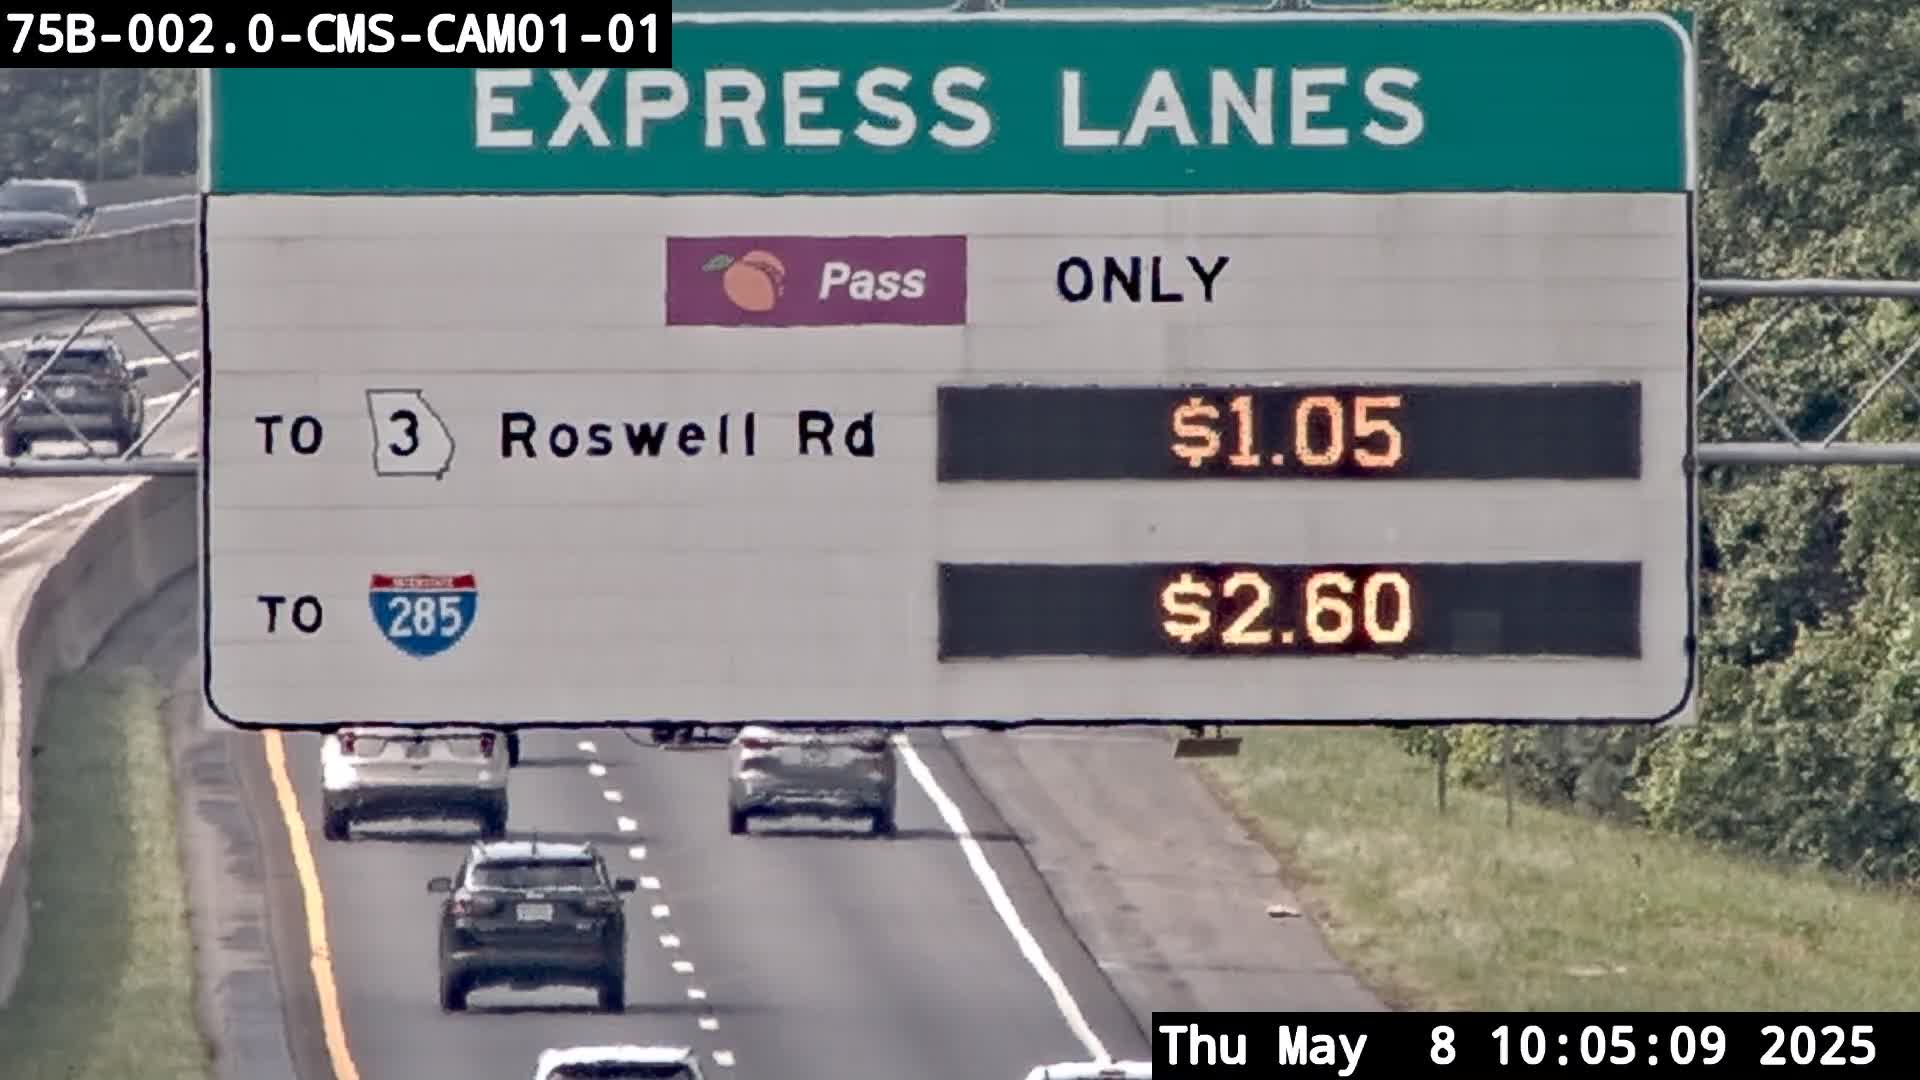 75B-002.0-CMS-CAM01-01
EXPRESS LANES
Pass ONLY
TO 3 Roswell Rd $1.05
INTERSTATE
TO 285 $2.60
Thu May 8 10:05:09 2025